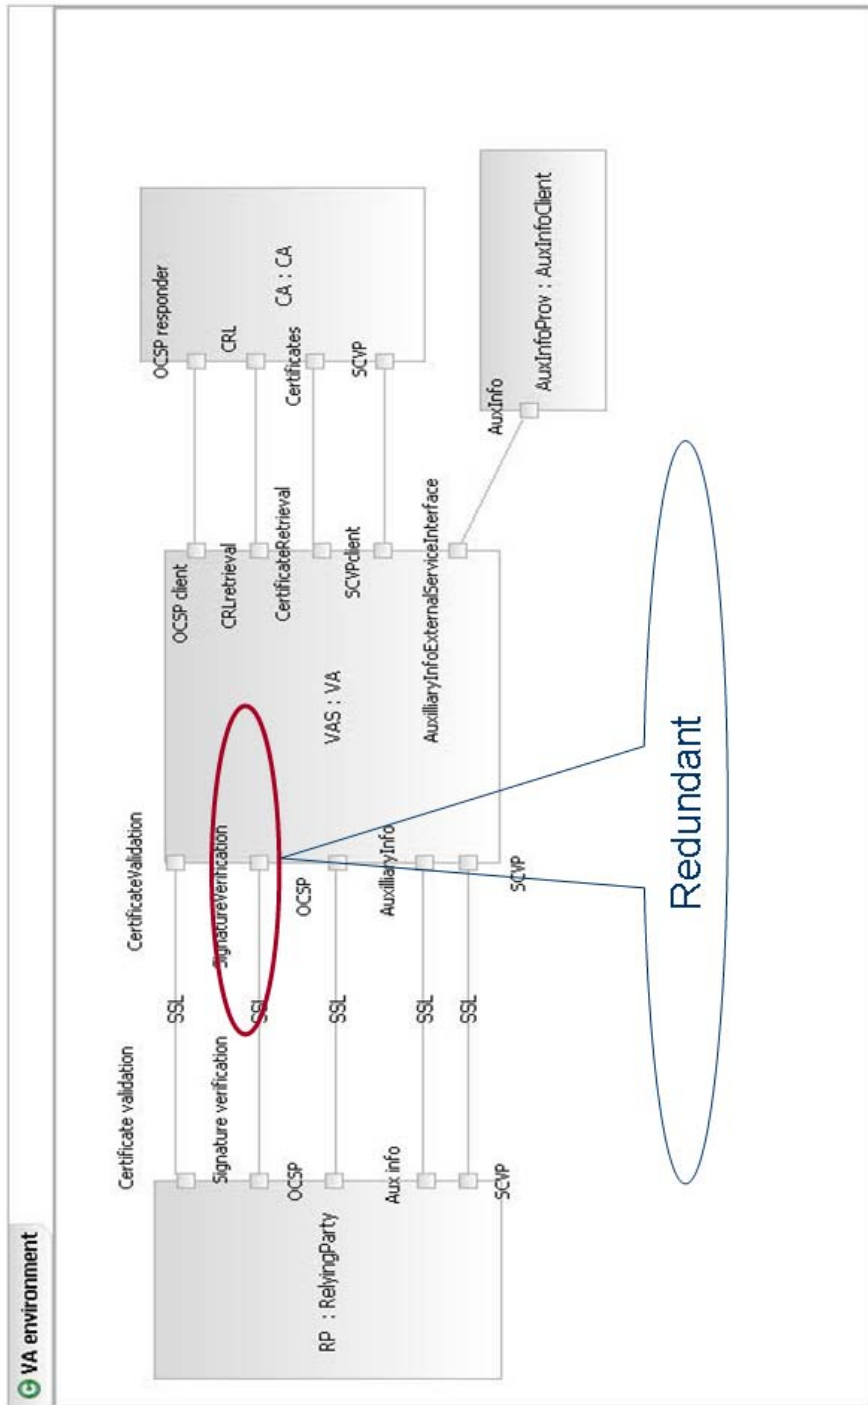 VA environment
RP : RelyingParty
Certificate validation
Signature verification
OCSP
Aux info
SCVP
SSL
SSL
SSL
SSL
SSL
CertificateValidation
SignatureVerification
OCSP
AuxilliaryInfo
SCVP
VAS : VA
OCSP client
CRLretrieval
CertificateRetrieval
SCVPclient
AuxilliaryInfoExternalServiceInterface
OCSP responder
CRL
Certificates
SCVP
CA : CA
AuxInfo
AuxInfoProv : AuxInfoClient
Redundant